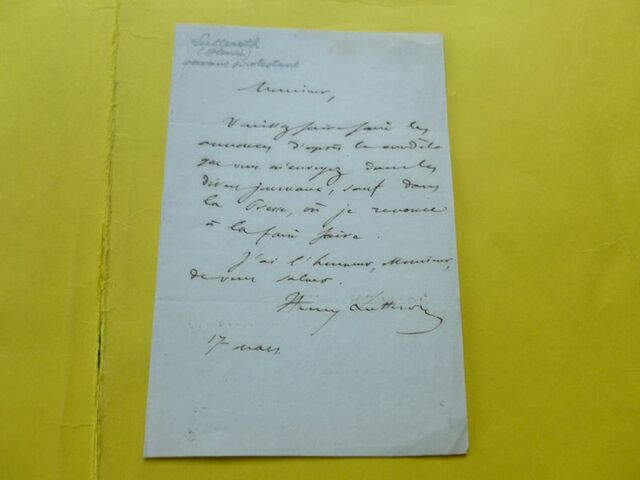 Lutteroth
(Henri)
savant protestant
Monsieur,
Veuillez faire faire les
annonces d'après le modèle
que vous m'envoyez dans les
divers journaux, sauf dans
la Presse, où je renonce
à la faire faire.
J'ai l'honneur, Monsieur,
de vous saluer.
Henry Lutteroth
17 mars